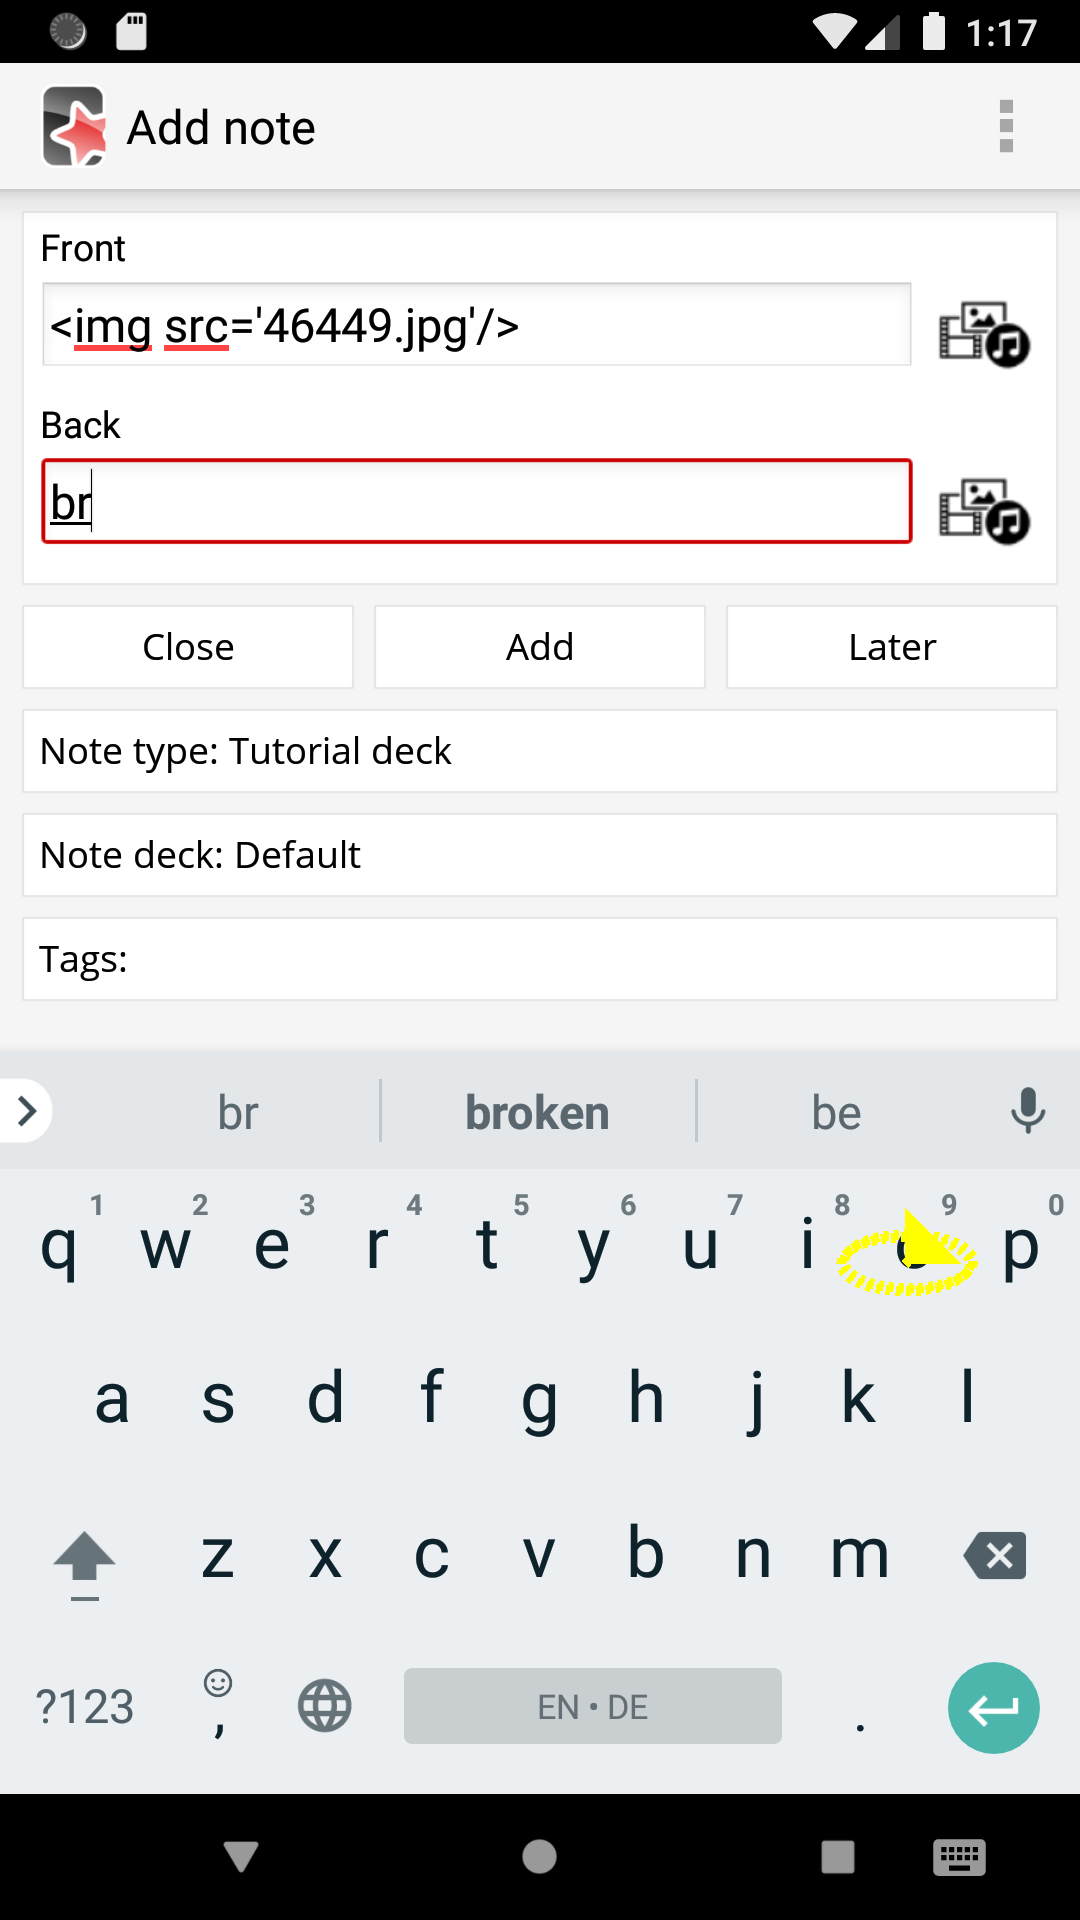 1:17
Add note
Front
<img src='46449.jpg'/>
Back
br
Close Add Later
Note type: Tutorial deck
Note deck: Default
Tags:
br broken be
1 2 3 4 5 6 7 8 9 0
q w e r t y u i o p
a s d f g h j k l
z x c v b n m
?123 , EN • DE .